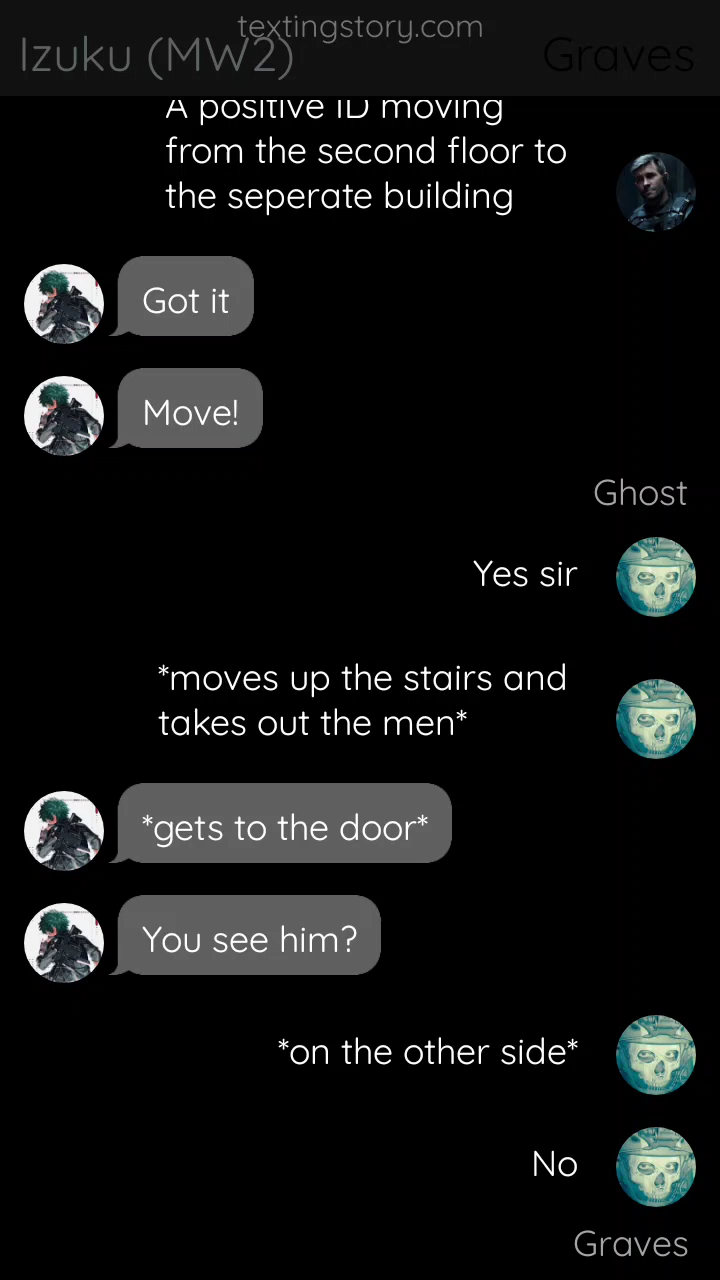 textingstory.com
Izuku (MW2)
Graves
A positive ID moving
from the second floor to
the seperate building
Got it
Move!
Ghost
Yes sir
*moves up the stairs and
takes out the men*
*gets to the door*
You see him?
*on the other side*
No
Graves